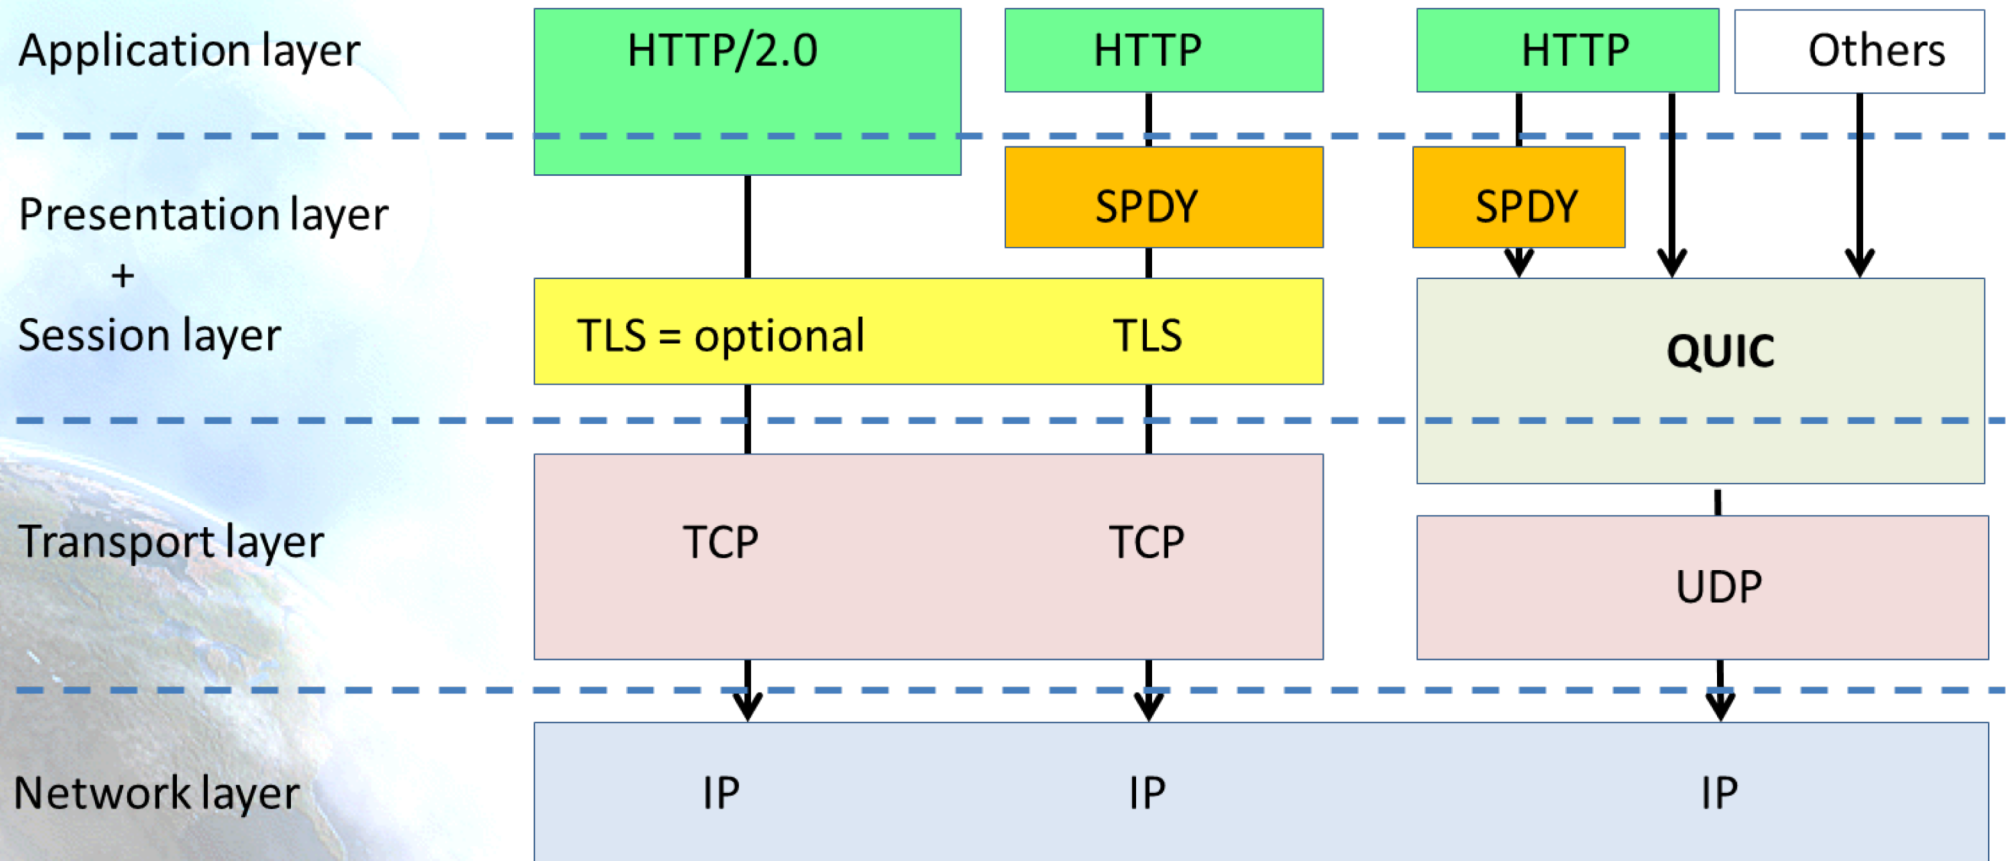 Application layer
HTTP/2.0
HTTP
HTTP
Others
Presentation layer
+
Session layer
SPDY
SPDY
TLS = optional
TLS
QUIC
Transport layer
TCP
TCP
UDP
Network layer
IP
IP
IP